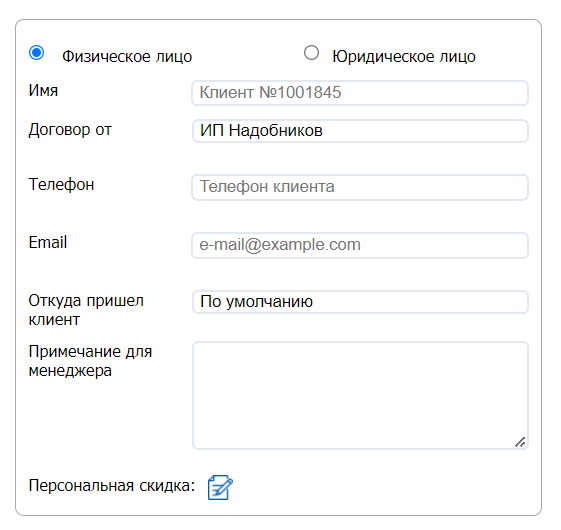 Физическое лицо Юридическое лицо
Имя Клиент №1001845
Договор от ИП Надобников
Телефон Телефон клиента
Email e-mail@example.com
Откуда пришел По умолчанию
клиент
Примечание для
менеджера
Персональная скидка: